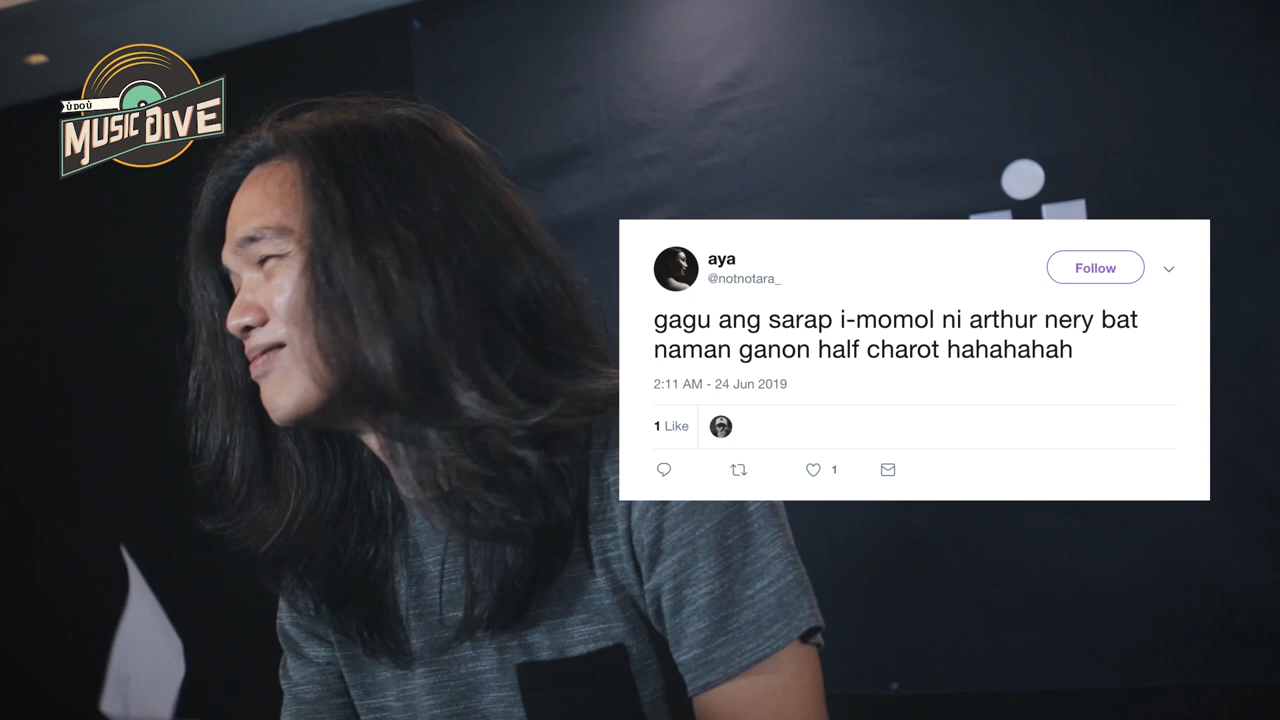 ÚDOÚ
MUSIC DIVE
aya
@notnotara_
Follow
gagu ang sarap i-momol ni arthur nery bat
naman ganon half charot hahahahah
2:11 AM - 24 Jun 2019
1 Like
1